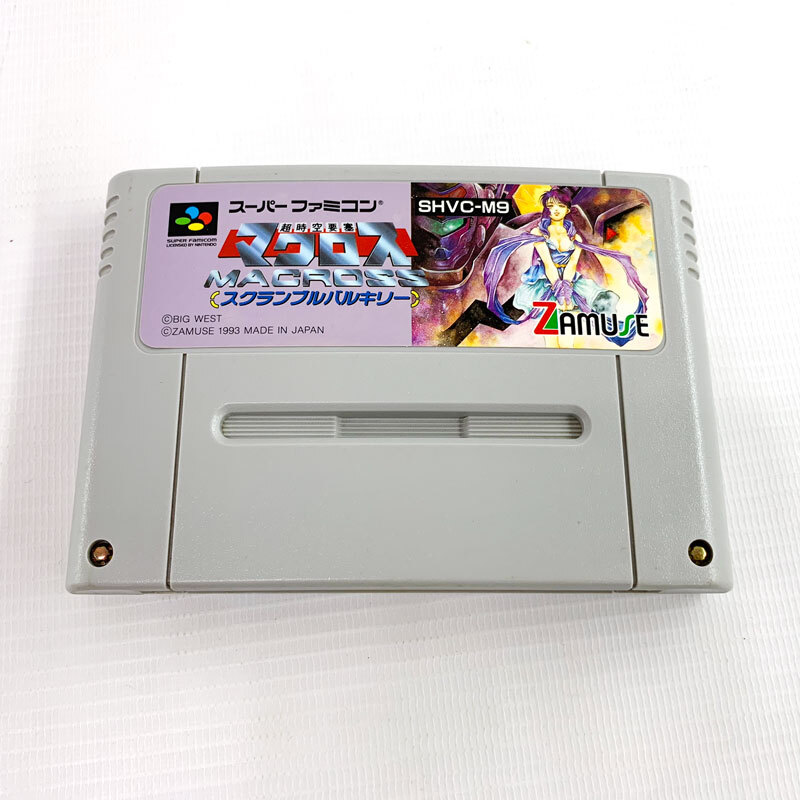 スーパーファミコン®
SUPER FAMICOM
LICENSED BY NINTENDO
超時空要塞
マクロス
MACROSS
スクランブルバルキリー
©BIG WEST
©ZAMUSE 1993 MADE IN JAPAN
SHVC-M9
ZAMUSE